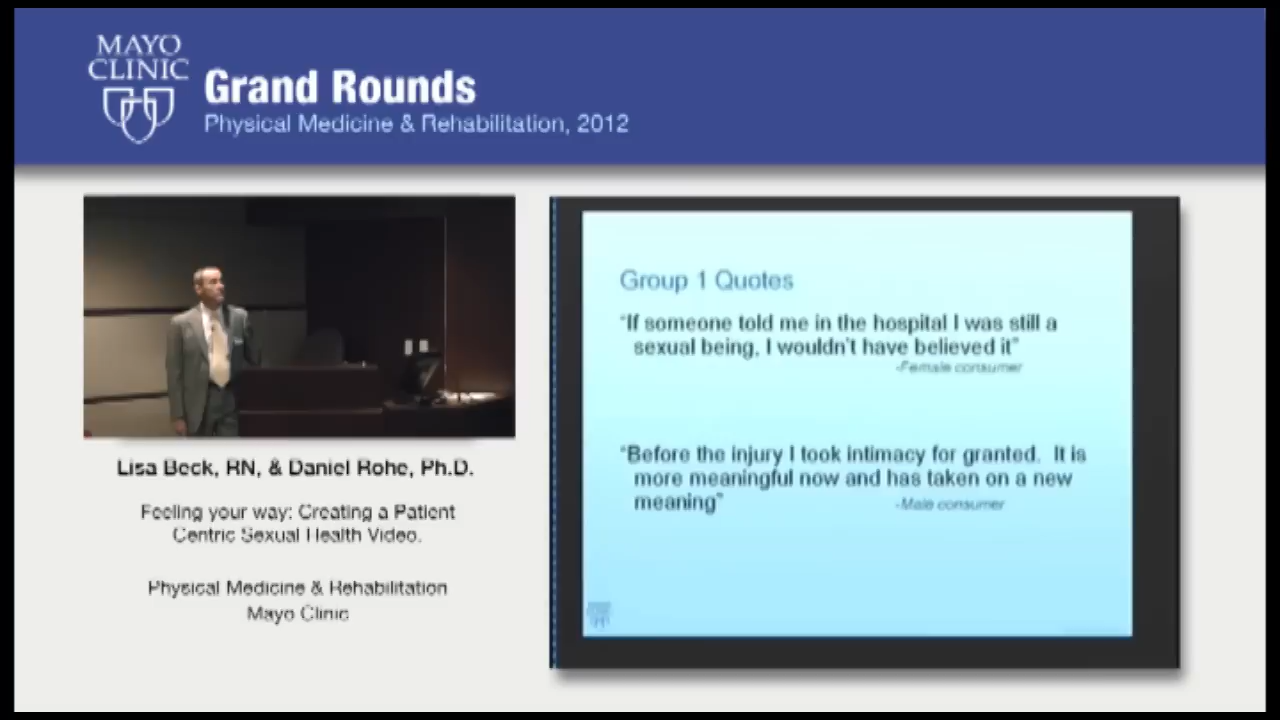 MAYO
CLINIC
Grand Rounds
Physical Medicine & Rehabilitation, 2012
Lisa Beck, RN, & Daniel Rohe, Ph.D.
Feeling your way: Creating a Patient
Centric Sexual Health Video.
Physical Medicine & Rehabilitation
Mayo Clinic
Group 1 Quotes
“If someone told me in the hospital I was still a
sexual being, I wouldn't have believed it”
-Female consumer
“Before the injury I took intimacy for granted. It is
more meaningful now and has taken on a new
meaning”
-Male consumer